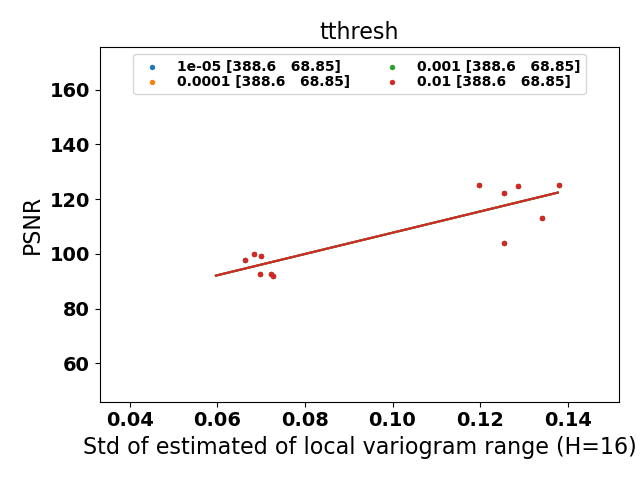 tthresh
1e-05 [388.6   68.85]
0.0001 [388.6   68.85]
0.001 [388.6   68.85]
0.01 [388.6   68.85]
PSNR
160
140
120
100
80
60
0.04 0.06 0.08 0.10 0.12 0.14
Std of estimated of local variogram range (H=16)